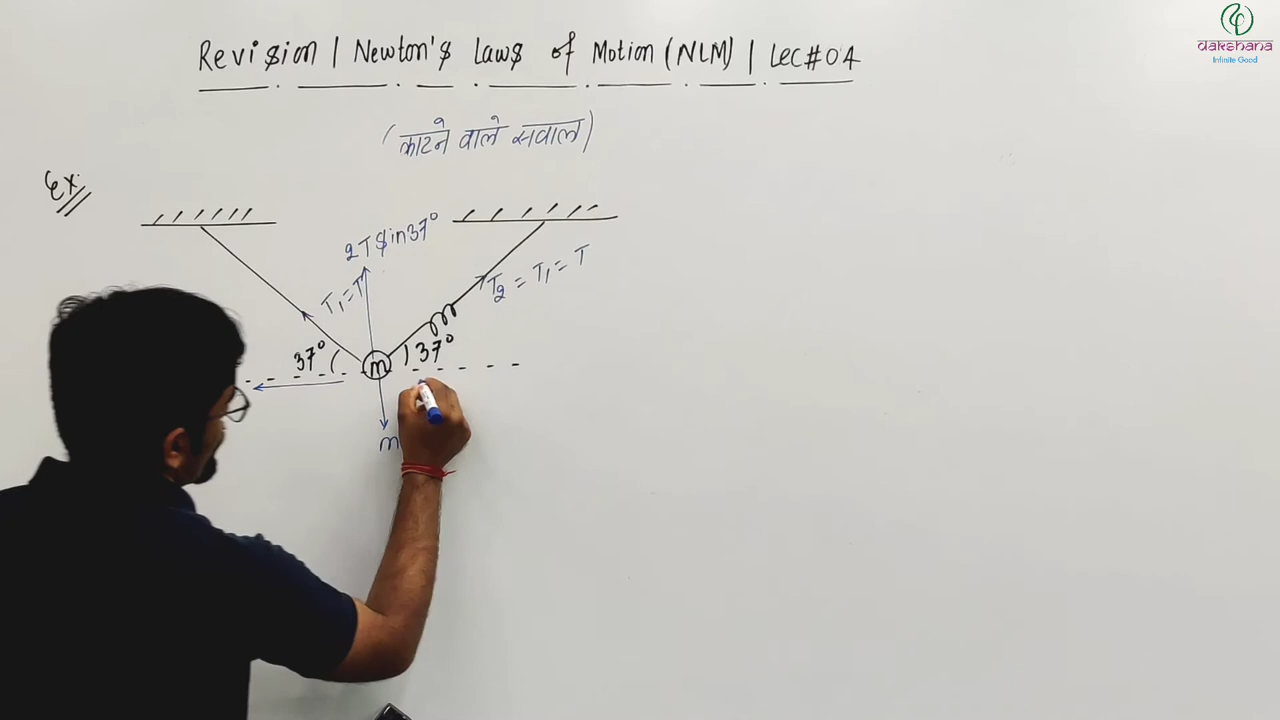 Revision | Newton's Laws of Motion (NLM) | Lec#04
(काटने वाले सवाल)
Ex.
2T Sin37°
T₁=T
T₂ = T₁ = T
37°
m
37°
m
dakshana
Infinite Good